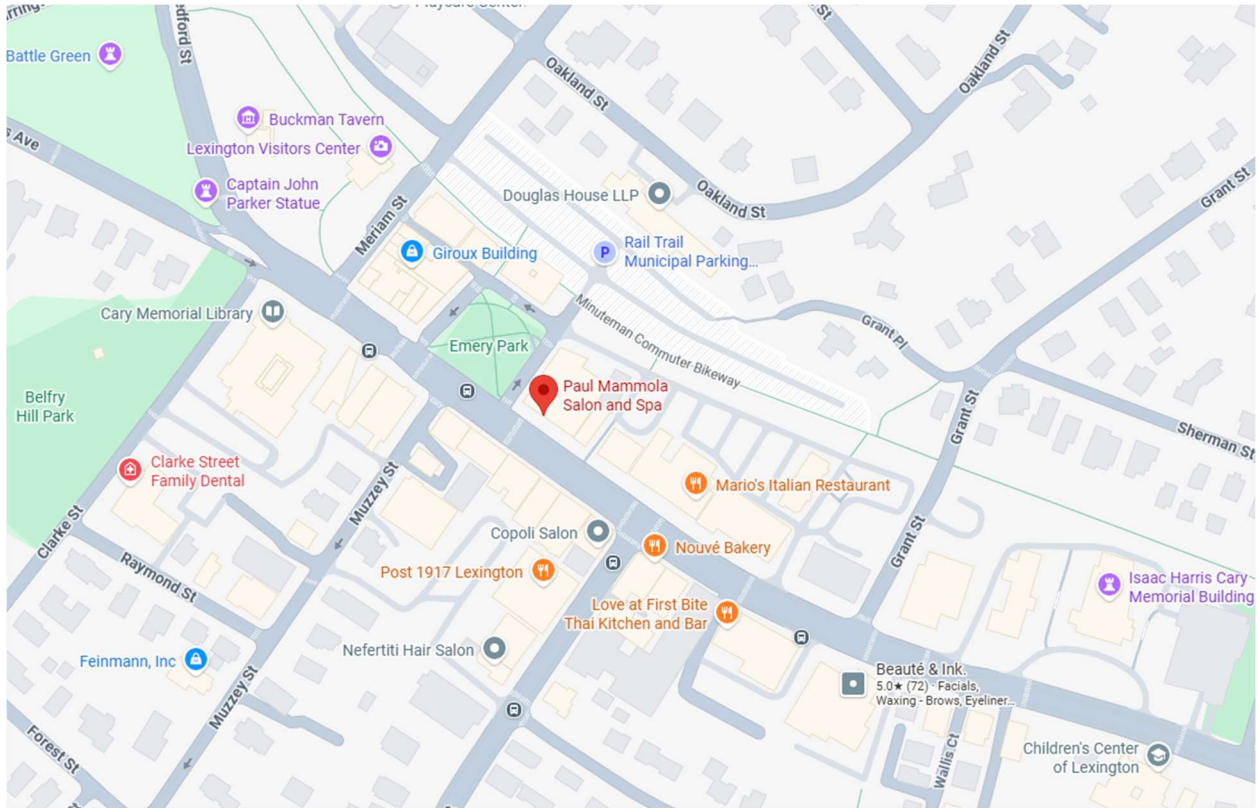 Battle Green
Buckman Tavern
Lexington Visitors Center
Captain John
Parker Statue
s Ave
Meriam St
Oakland St
Oakland St
Oakland St
Douglas House LLP
Rail Trail
Municipal Parking...
Giroux Building
Grant St
Cary Memorial Library
Emery Park
Minuteman Commuter Bikeway
Grant Pl
Belfry
Hill Park
Paul Mammola
Salon and Spa
Grant St
Sherman St
Clarke Street
Family Dental
Muzzey St
Mario's Italian Restaurant
Clarke St
Copoli Salon
Nouvé Bakery
Grant St
Raymond St
Post 1917 Lexington
Isaac Harris Cary
Memorial Building
Love at First Bite
Thai Kitchen and Bar
Nefertiti Hair Salon
Feinmann, Inc
Beauté & Ink.
5.0★ (72) · Facials,
Waxing - Brows, Eyeliner...
Muzzey St
Forest St
Wallis Ct
Children's Center
of Lexington